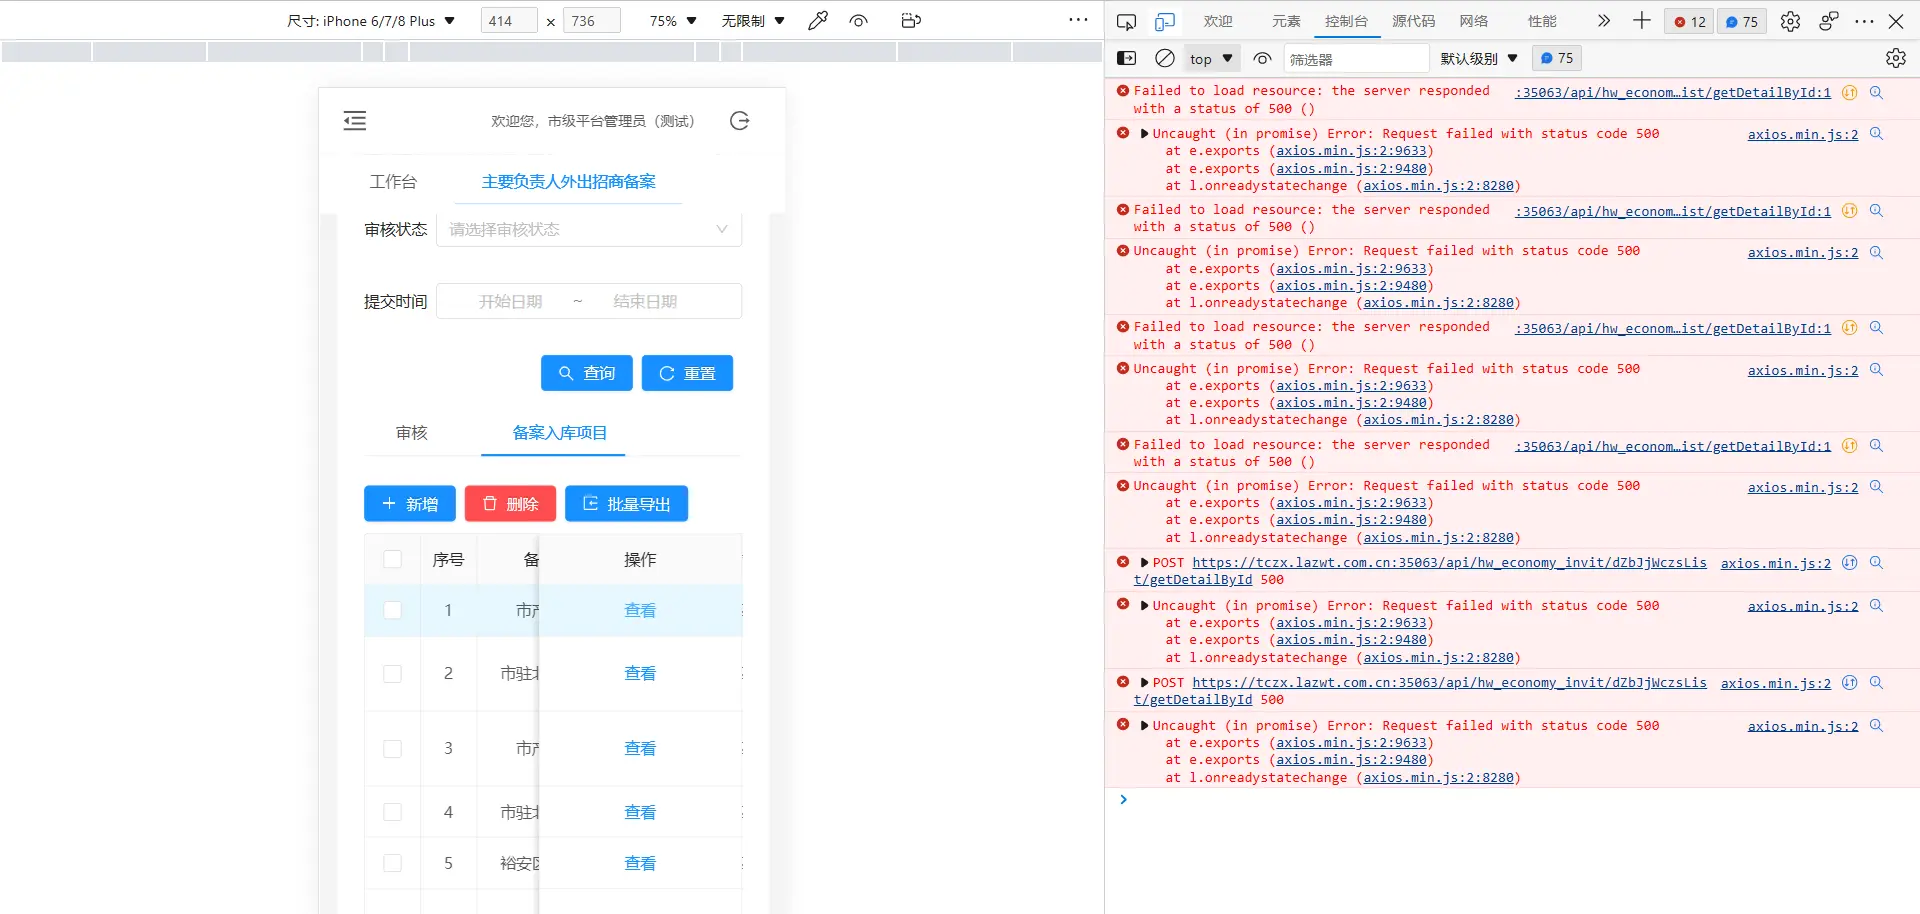 尺寸: iPhone 6/7/8 Plus ▼ 414 x 736 75% ▼ 无限制 ▼
欢迎您，市级平台管理员（测试）
工作台 主要负责人外出招商备案
审核状态 请选择审核状态
提交时间 开始日期 ~ 结束日期
查询 重置
审核 备案入库项目
新增 删除 批量导出
序号 备 操作
1 市产 查看
2 市驻北 查看
3 市产 查看
4 市驻北 查看
5 裕安区 查看
欢迎 元素 控制台 源代码 网络 性能 12 75
top ▼ 筛选器 默认级别 ▼ 75
Failed to load resource: the server responded :35063/api/hw_econom…ist/getDetailById:1
with a status of 500 ()
Uncaught (in promise) Error: Request failed with status code 500 axios.min.js:2
at e.exports (axios.min.js:2:9633)
at e.exports (axios.min.js:2:9480)
at l.onreadystatechange (axios.min.js:2:8280)
Failed to load resource: the server responded :35063/api/hw_econom…ist/getDetailById:1
with a status of 500 ()
Uncaught (in promise) Error: Request failed with status code 500 axios.min.js:2
at e.exports (axios.min.js:2:9633)
at e.exports (axios.min.js:2:9480)
at l.onreadystatechange (axios.min.js:2:8280)
Failed to load resource: the server responded :35063/api/hw_econom…ist/getDetailById:1
with a status of 500 ()
Uncaught (in promise) Error: Request failed with status code 500 axios.min.js:2
at e.exports (axios.min.js:2:9633)
at e.exports (axios.min.js:2:9480)
at l.onreadystatechange (axios.min.js:2:8280)
Failed to load resource: the server responded :35063/api/hw_econom…ist/getDetailById:1
with a status of 500 ()
Uncaught (in promise) Error: Request failed with status code 500 axios.min.js:2
at e.exports (axios.min.js:2:9633)
at e.exports (axios.min.js:2:9480)
at l.onreadystatechange (axios.min.js:2:8280)
POST https://tczx.lazwt.com.cn:35063/api/hw_economy_invit/dZbJjWczsLis axios.min.js:2
t/getDetailById 500
Uncaught (in promise) Error: Request failed with status code 500 axios.min.js:2
at e.exports (axios.min.js:2:9633)
at e.exports (axios.min.js:2:9480)
at l.onreadystatechange (axios.min.js:2:8280)
POST https://tczx.lazwt.com.cn:35063/api/hw_economy_invit/dZbJjWczsLis axios.min.js:2
t/getDetailById 500
Uncaught (in promise) Error: Request failed with status code 500 axios.min.js:2
at e.exports (axios.min.js:2:9633)
at e.exports (axios.min.js:2:9480)
at l.onreadystatechange (axios.min.js:2:8280)